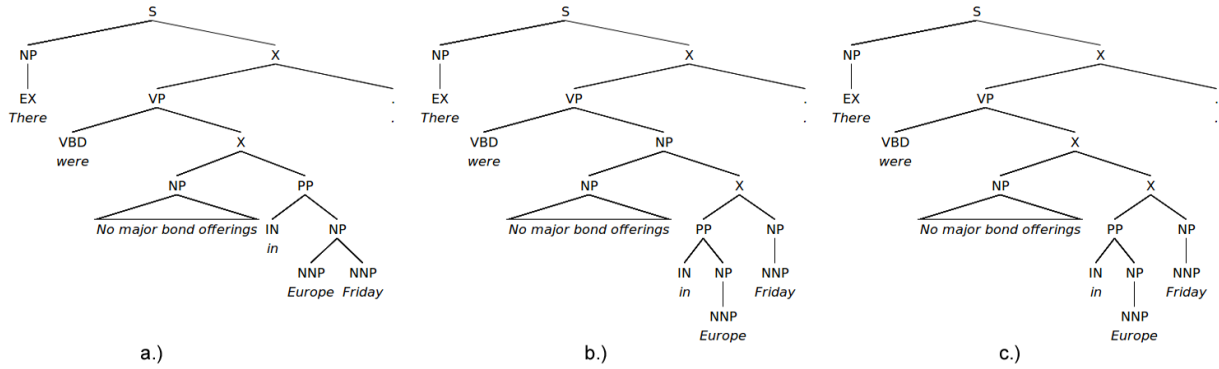 S S S
NP X NP X NP X
EX VP . EX VP . EX VP .
There . There . There .
VBD X VBD NP VBD X
were were were
NP PP NP X NP X
No major bond offerings IN NP No major bond offerings PP NP No major bond offerings PP NP
in
NNP NNP IN NP NNP IN NP NNP
Europe Friday in Friday in Friday
NNP NNP
Europe Europe
a.) b.) c.)